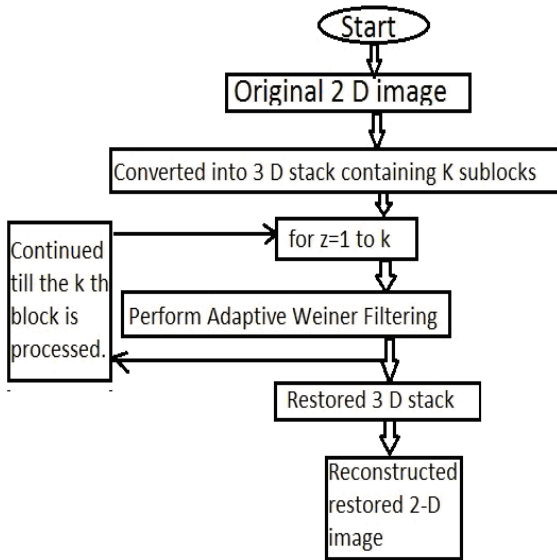 Start
Original 2 D image
Converted into 3 D stack containing K sublocks
for z=1 to k
Continued
till the k th
block is
processed.
Perform Adaptive Weiner Filtering
Restored 3 D stack
Reconstructed
restored 2-D
image